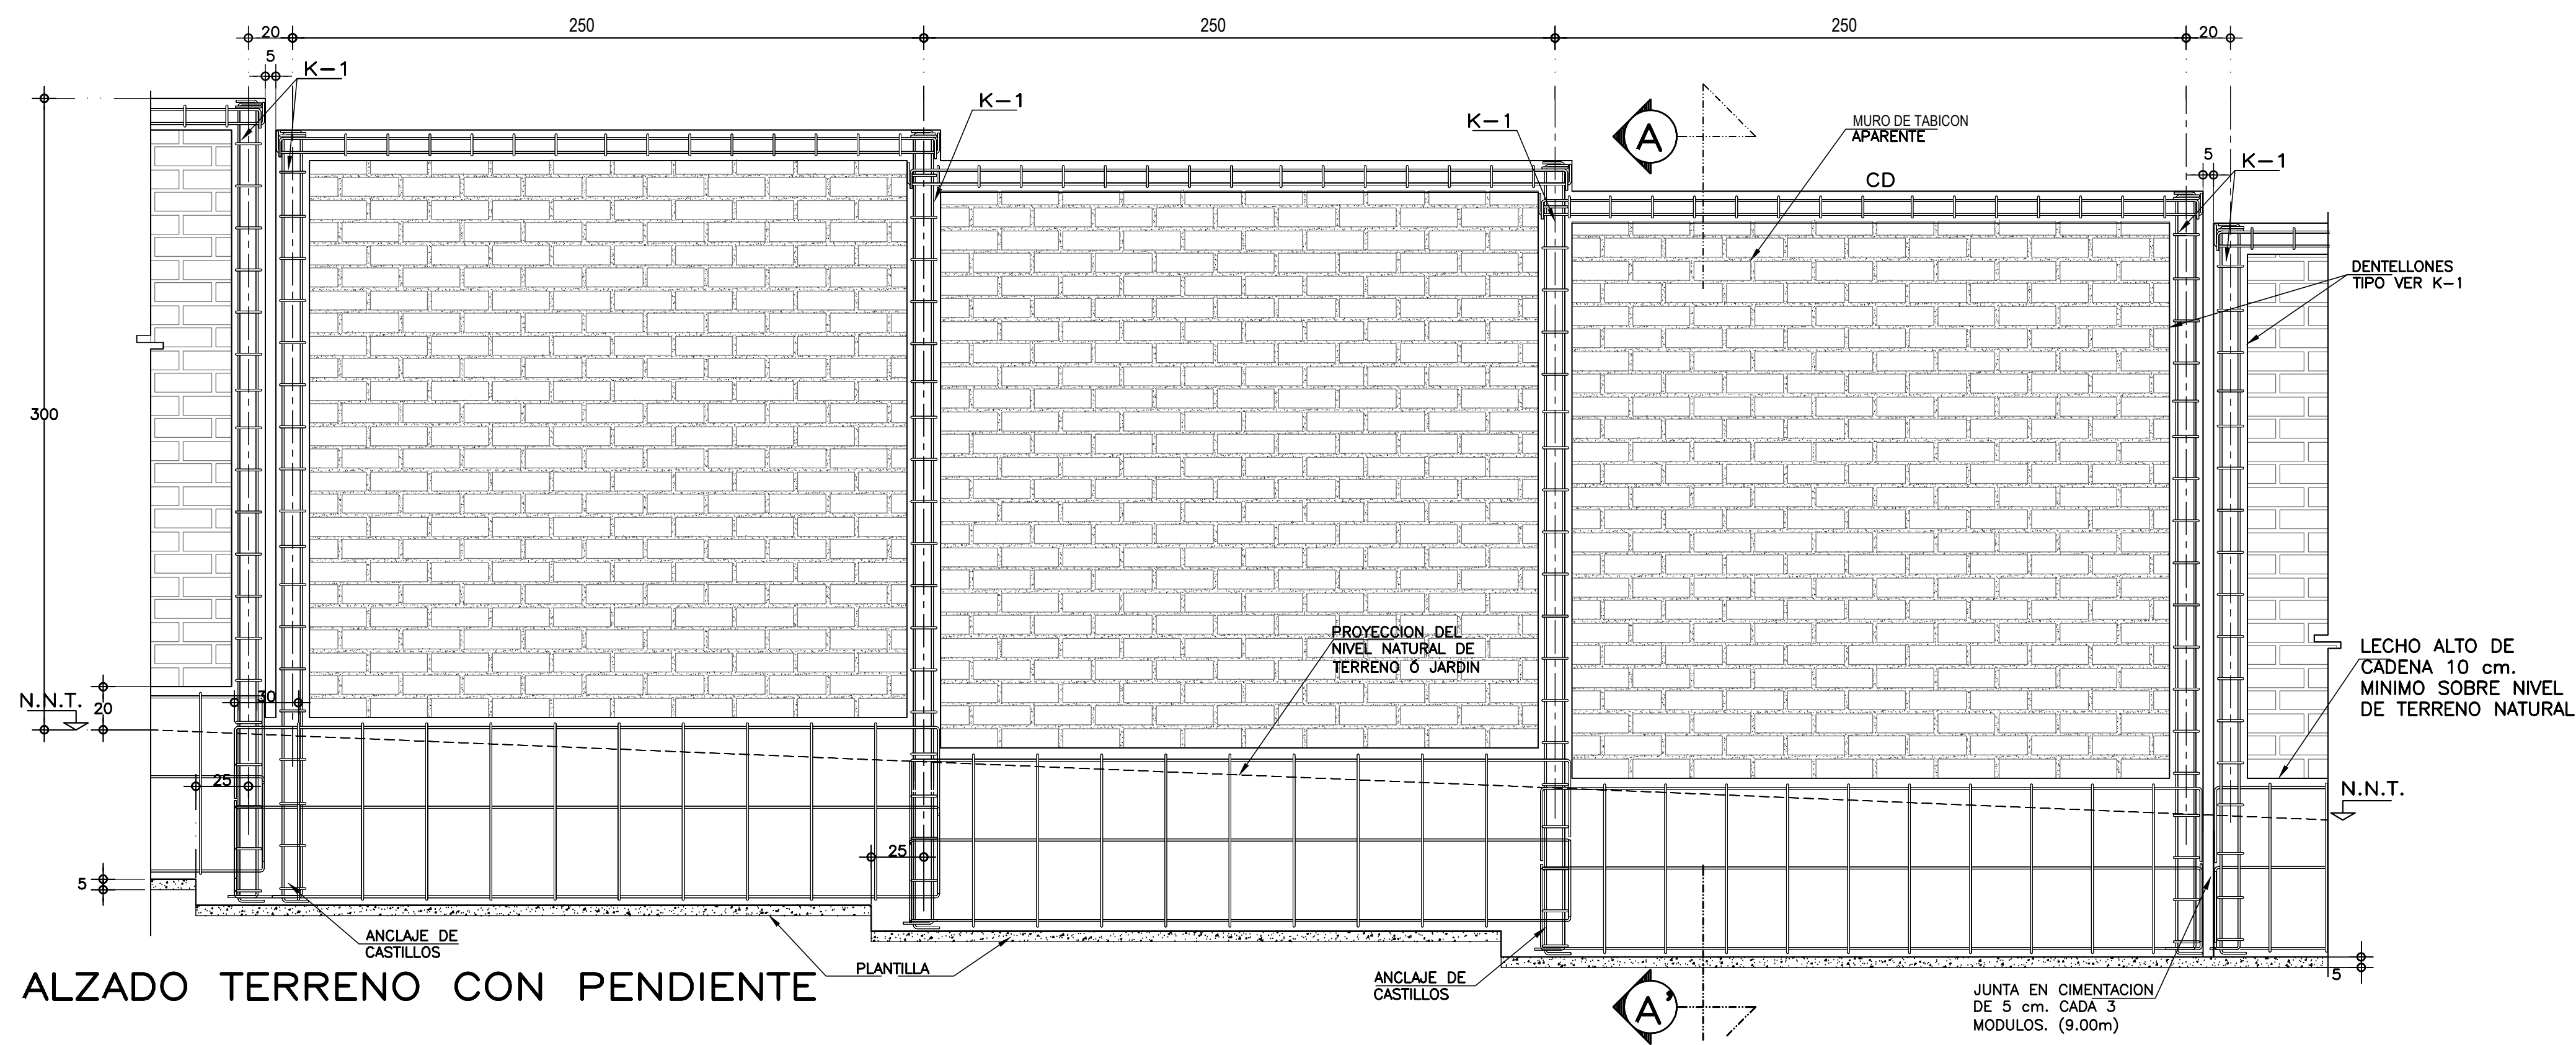 250
250
250
20
20
5
K-1
K-1
K-1
A
MURO DE TABICON
APARENTE
5
K-1
CD
DENTELLONES
TIPO VER K-1
300
PROYECCION DEL
NIVEL NATURAL DE
TERRENO Ó JARDIN
LECHO ALTO DE
CADENA 10 cm.
MINIMO SOBRE NIVEL
DE TERRENO NATURAL
N.N.T.
20
30
25
N.N.T.
25
5
ANCLAJE DE
CASTILLOS
PLANTILLA
ANCLAJE DE
CASTILLOS
5
ALZADO TERRENO CON PENDIENTE
A'
JUNTA EN CIMENTACION
DE 5 cm. CADA 3
MODULOS. (9.00m)